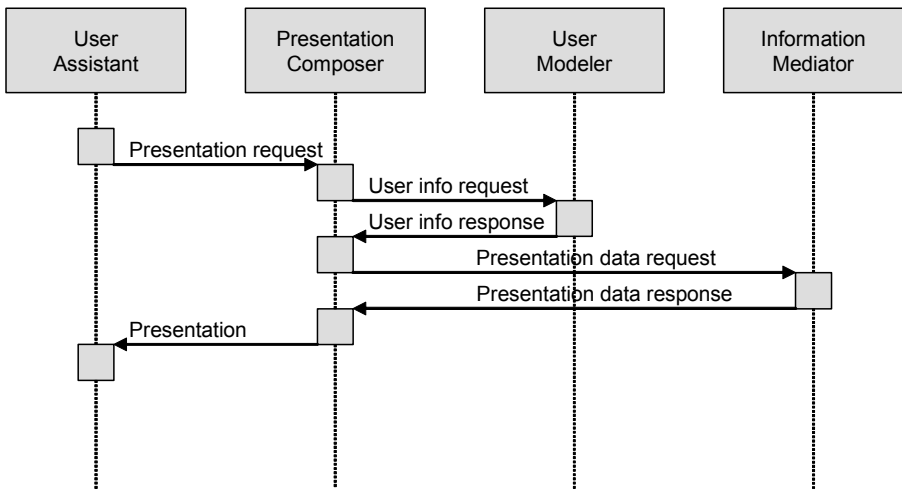 User
Assistant
Presentation
Composer
User
Modeler
Information
Mediator
Presentation request
User info request
User info response
Presentation data request
Presentation data response
Presentation